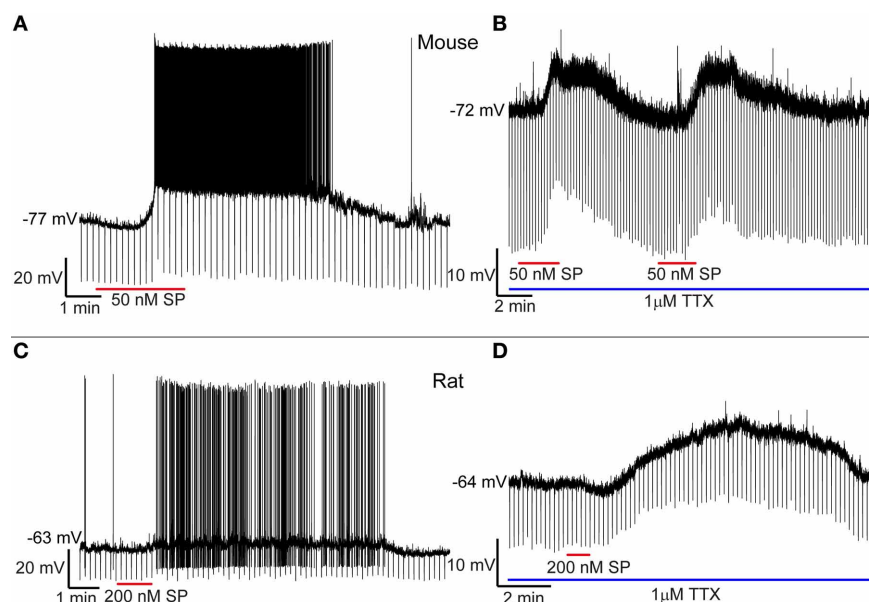 A
Mouse
-77 mV
20 mV
1 min
50 nM SP
B
-72 mV
10 mV
50 nM SP
50 nM SP
2 min
1μM TTX
C
Rat
-63 mV
20 mV
1 min
200 nM SP
D
-64 mV
10 mV
200 nM SP
2 min
1μM TTX